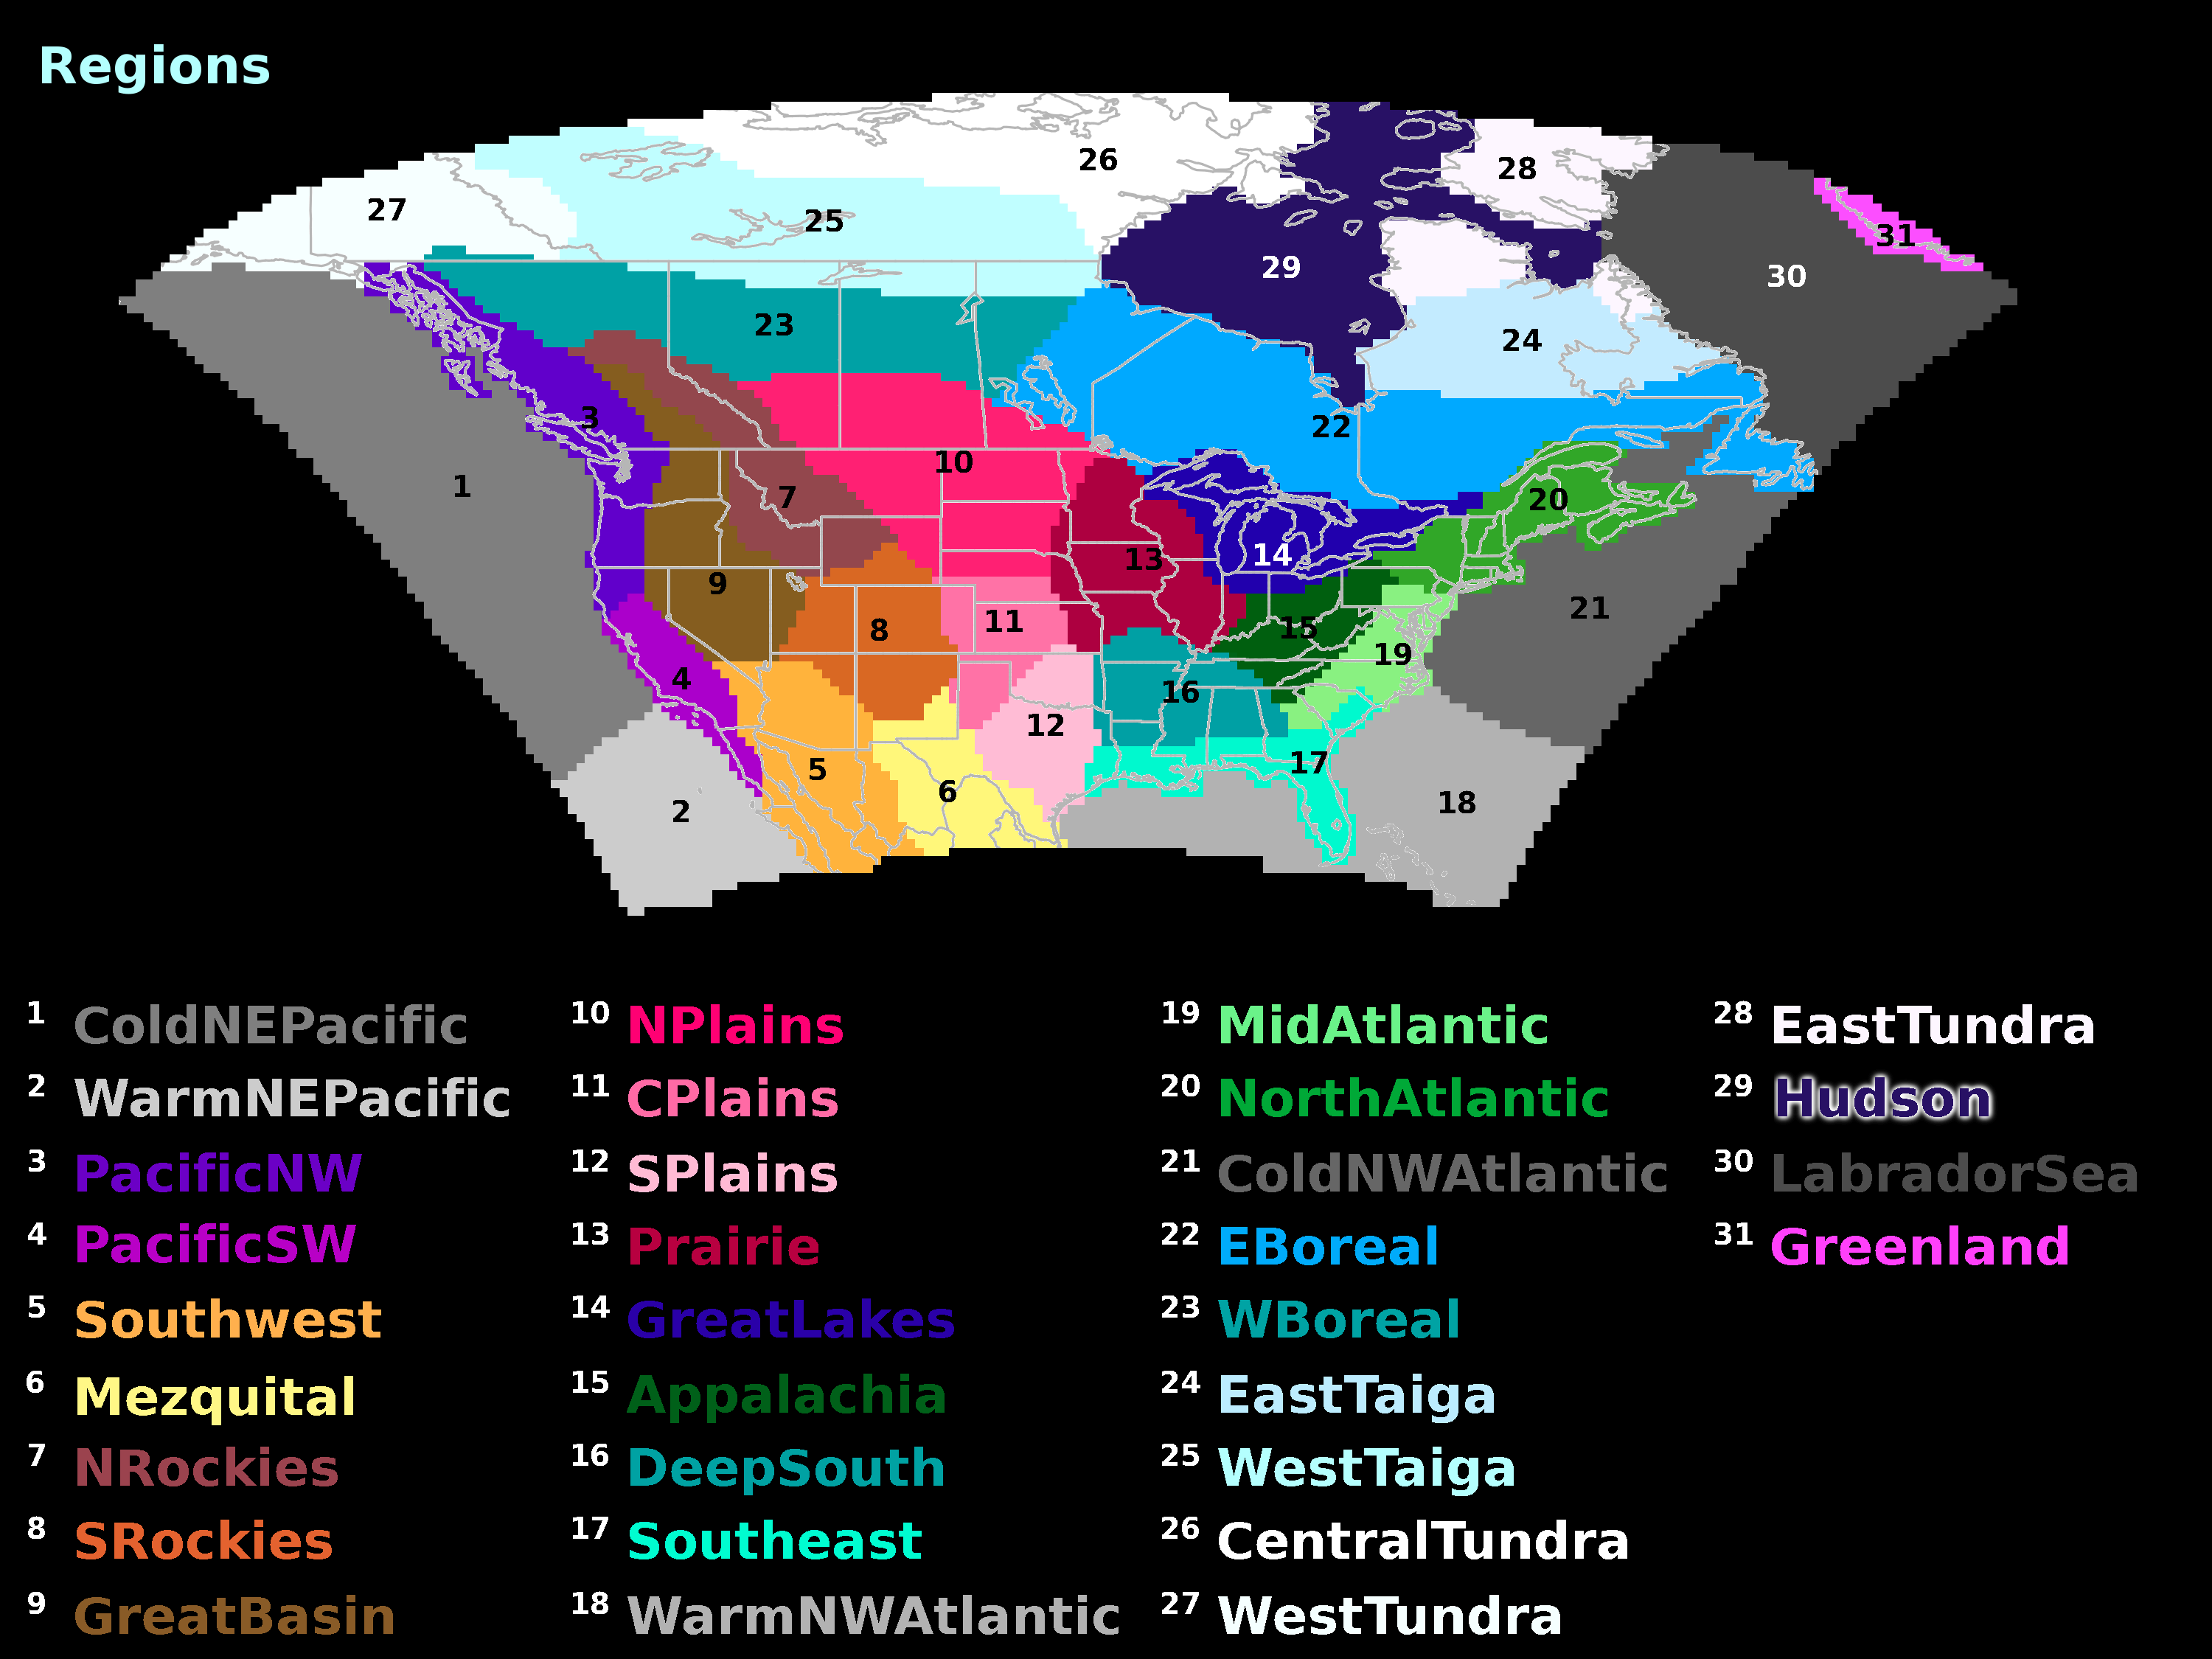 Regions
26
28
27
25
31
29
30
23
24
3
22
10
1
7
20
13
14
9
21
11
8
15
19
4
16
12
17
5
6
18
2
1 ColdNEPacific
2 WarmNEPacific
3 PacificNW
4 PacificSW
5 Southwest
6 Mezquital
7 NRockies
8 SRockies
9 GreatBasin
10 NPlains
11 CPlains
12 SPlains
13 Prairie
14 GreatLakes
15 Appalachia
16 DeepSouth
17 Southeast
18 WarmNWAtlantic
19 MidAtlantic
20 NorthAtlantic
21 ColdNWAtlantic
22 EBoreal
23 WBoreal
24 EastTaiga
25 WestTaiga
26 CentralTundra
27 WestTundra
28 EastTundra
29 Hudson
30 LabradorSea
31 Greenland